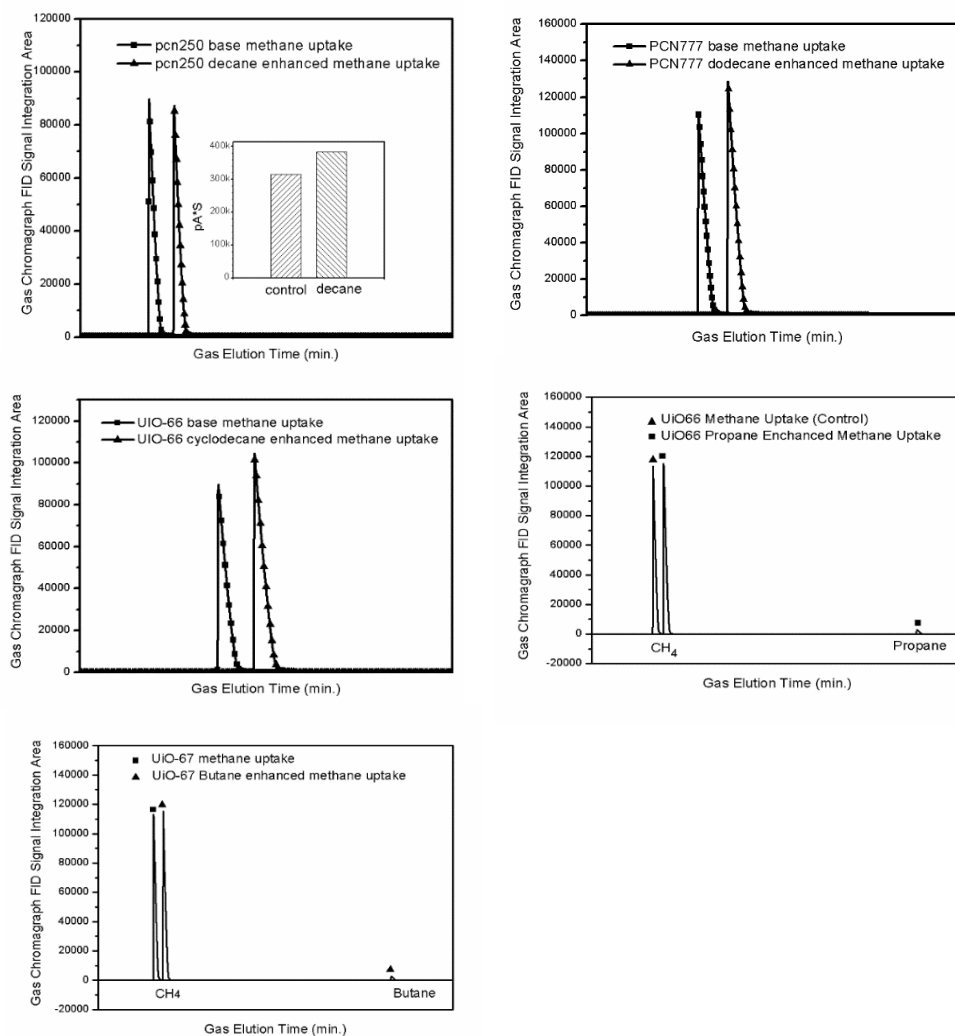 120000
100000
80000
60000
40000
20000
0
Gas Chromagraph FID Signal Integration Area
pcn250 base methane uptake
pcn250 decane enhanced methane uptake
400k
300k
200k
100k
0
pA*S
control decane
Gas Elution Time (min.)
160000
140000
120000
100000
80000
60000
40000
20000
0
Gas Chromagraph FID Signal Integration Area
PCN777 base methane uptake
PCN777 dodecane enhanced methane uptake
Gas Elution Time (min.)
120000
100000
80000
60000
40000
20000
0
Gas Chromagraph FID Signal Integration Area
UIO-66 base methane uptake
UIO-66 cyclodecane enhanced methane uptake
Gas Elution Time (min.)
160000
140000
120000
100000
80000
60000
40000
20000
0
-20000
Gas Chromagraph FID Signal Integration Area
UiO66 Methane Uptake (Control)
UiO66 Propane Enchanced Methane Uptake
CH4 Propane
Gas Elution Time (min.)
160000
140000
120000
100000
80000
60000
40000
20000
0
-20000
Gas Chromagraph FID Signal Integration Area
UiO-67 methane uptake
UiO-67 Butane enhanced methane uptake
CH4 Butane
Gas Elution Time (min.)